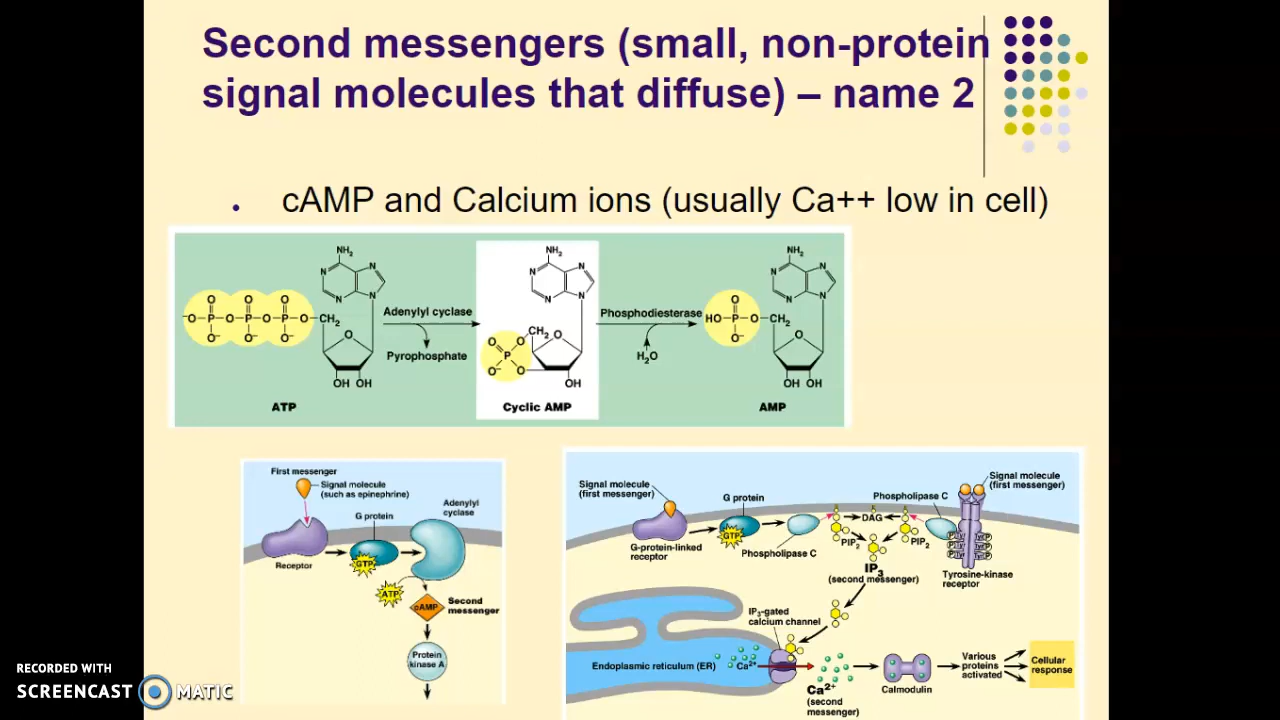 Second messengers (small, non-protein
signal molecules that diffuse) – name 2
• cAMP and Calcium ions (usually Ca++ low in cell)
NH₂
N
N
N
N
⁻O
O
P
O⁻
O
O
P
O⁻
O
O
P
O⁻
O
CH₂
O
OH OH
ATP
Adenylyl cyclase
Pyrophosphate
NH₂
N
N
N
N
O
O
P
O⁻
O
CH₂
O
OH
Cyclic AMP
Phosphodiesterase
H₂O
NH₂
N
N
N
N
O
HO
P
O
O⁻
CH₂
O
OH OH
AMP
First messenger
Signal molecule
(such as epinephrine)
Adenylyl
cyclase
G protein
GTP
Receptor
ATP
cAMP
Second
messenger
Protein
kinase A
Signal molecule
(first messenger)
G protein
GTP
G-protein-linked
receptor
Phospholipase C
DAG
PIP₂
PIP₂
IP₃
(second messenger)
Phospholipase C
Signal molecule
(first messenger)
P P
P P
P P
Tyrosine-kinase
receptor
IP₃-gated
calcium channel
Endoplasmic reticulum (ER)
Ca²⁺
Ca²⁺
(second
messenger)
Calmodulin
Various
proteins
activated
Cellular
response
RECORDED WITH
SCREENCAST MATIC